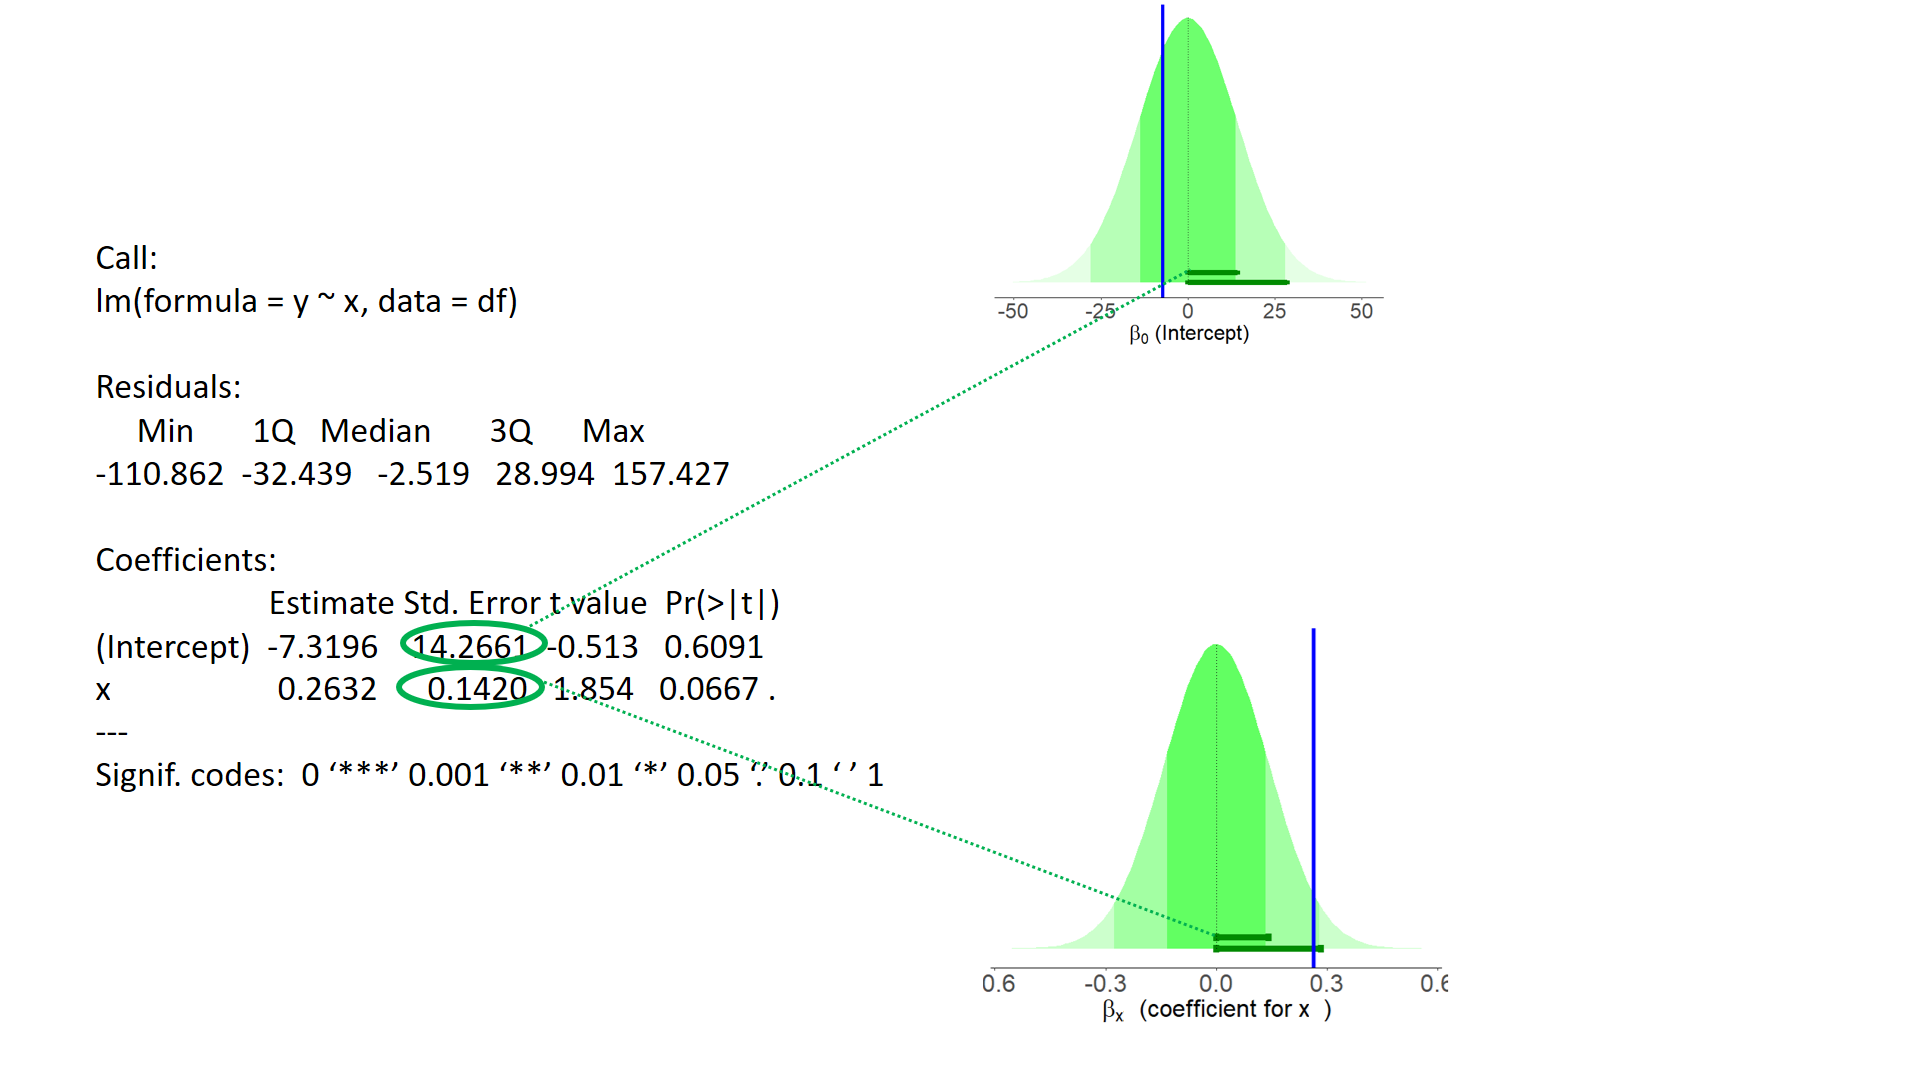 Call:
lm(formula = y ~ x, data = df)
Residuals:
Min 1Q Median 3Q Max
-110.862 -32.439 -2.519 28.994 157.427
Coefficients:
Estimate Std. Error t value Pr(>|t|)
(Intercept) -7.3196 14.2661 -0.513 0.6091
x 0.2632 0.1420 1.854 0.0667 .
---
Signif. codes: 0 ‘***’ 0.001 ‘**’ 0.01 ‘*’ 0.05 ‘.’ 0.1 ‘ ’ 1
-50 -25 0 25 50
β0 (Intercept)
0.6 -0.3 0.0 0.3 0.6
βx (coefficient for x )